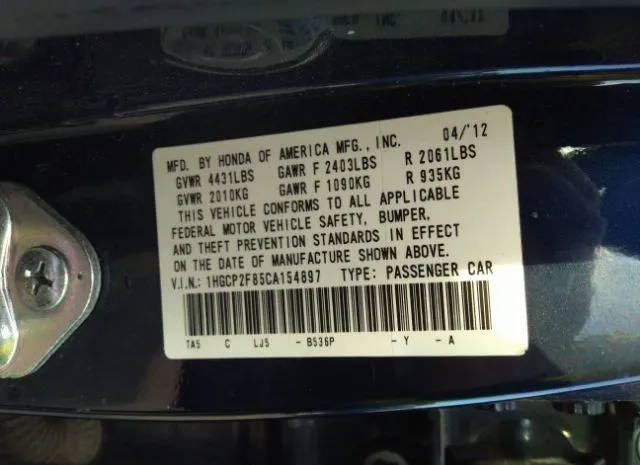 MFD. BY HONDA OF AMERICA MFG., INC. 04/'12
GVWR 4431LBS GAWR F 2403LBS R 2061LBS
GVWR 2010KG GAWR F 1090KG R 935KG
THIS VEHICLE CONFORMS TO ALL APPLICABLE
FEDERAL MOTOR VEHICLE SAFETY, BUMPER,
AND THEFT PREVENTION STANDARDS IN EFFECT
ON THE DATE OF MANUFACTURE SHOWN ABOVE.
V.I.N.: 1HGCP2F85CA154897 TYPE: PASSENGER CAR
TA5 C LJ5 - B536P - Y - A